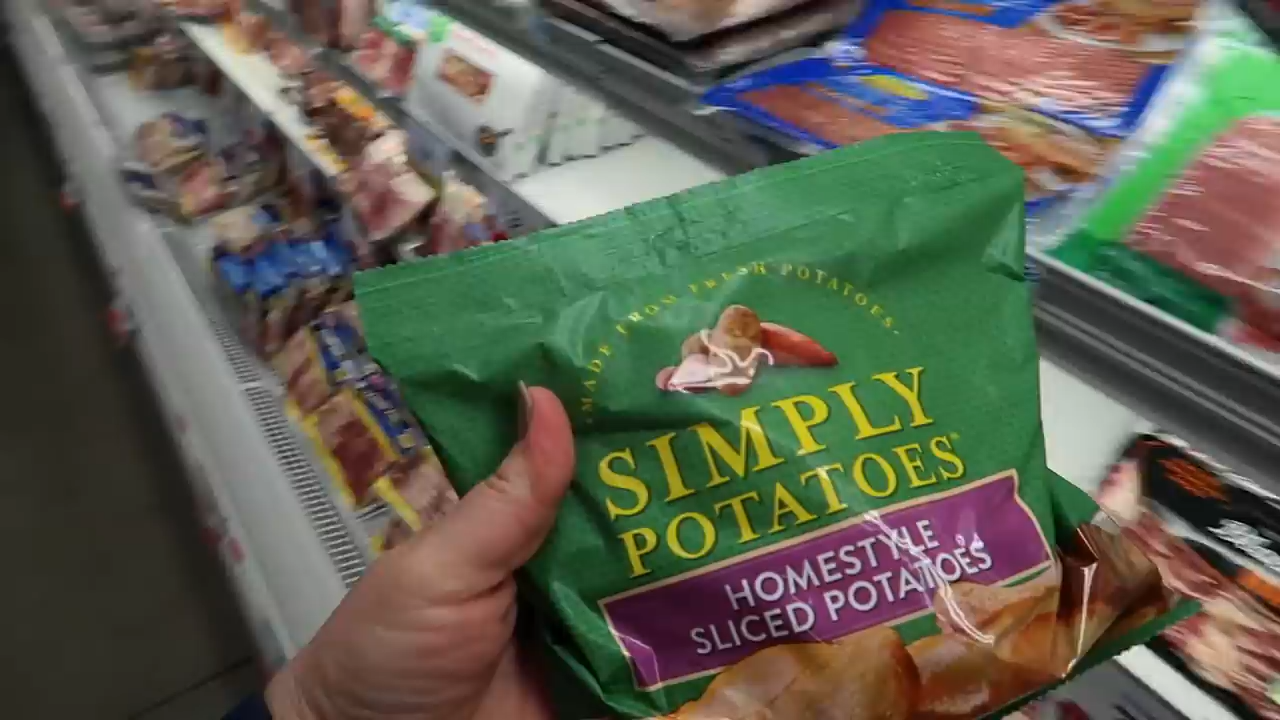 MADE FROM FRESH POTATOES.
SIMPLY
POTATOES®
HOMESTYLE
SLICED POTATOES